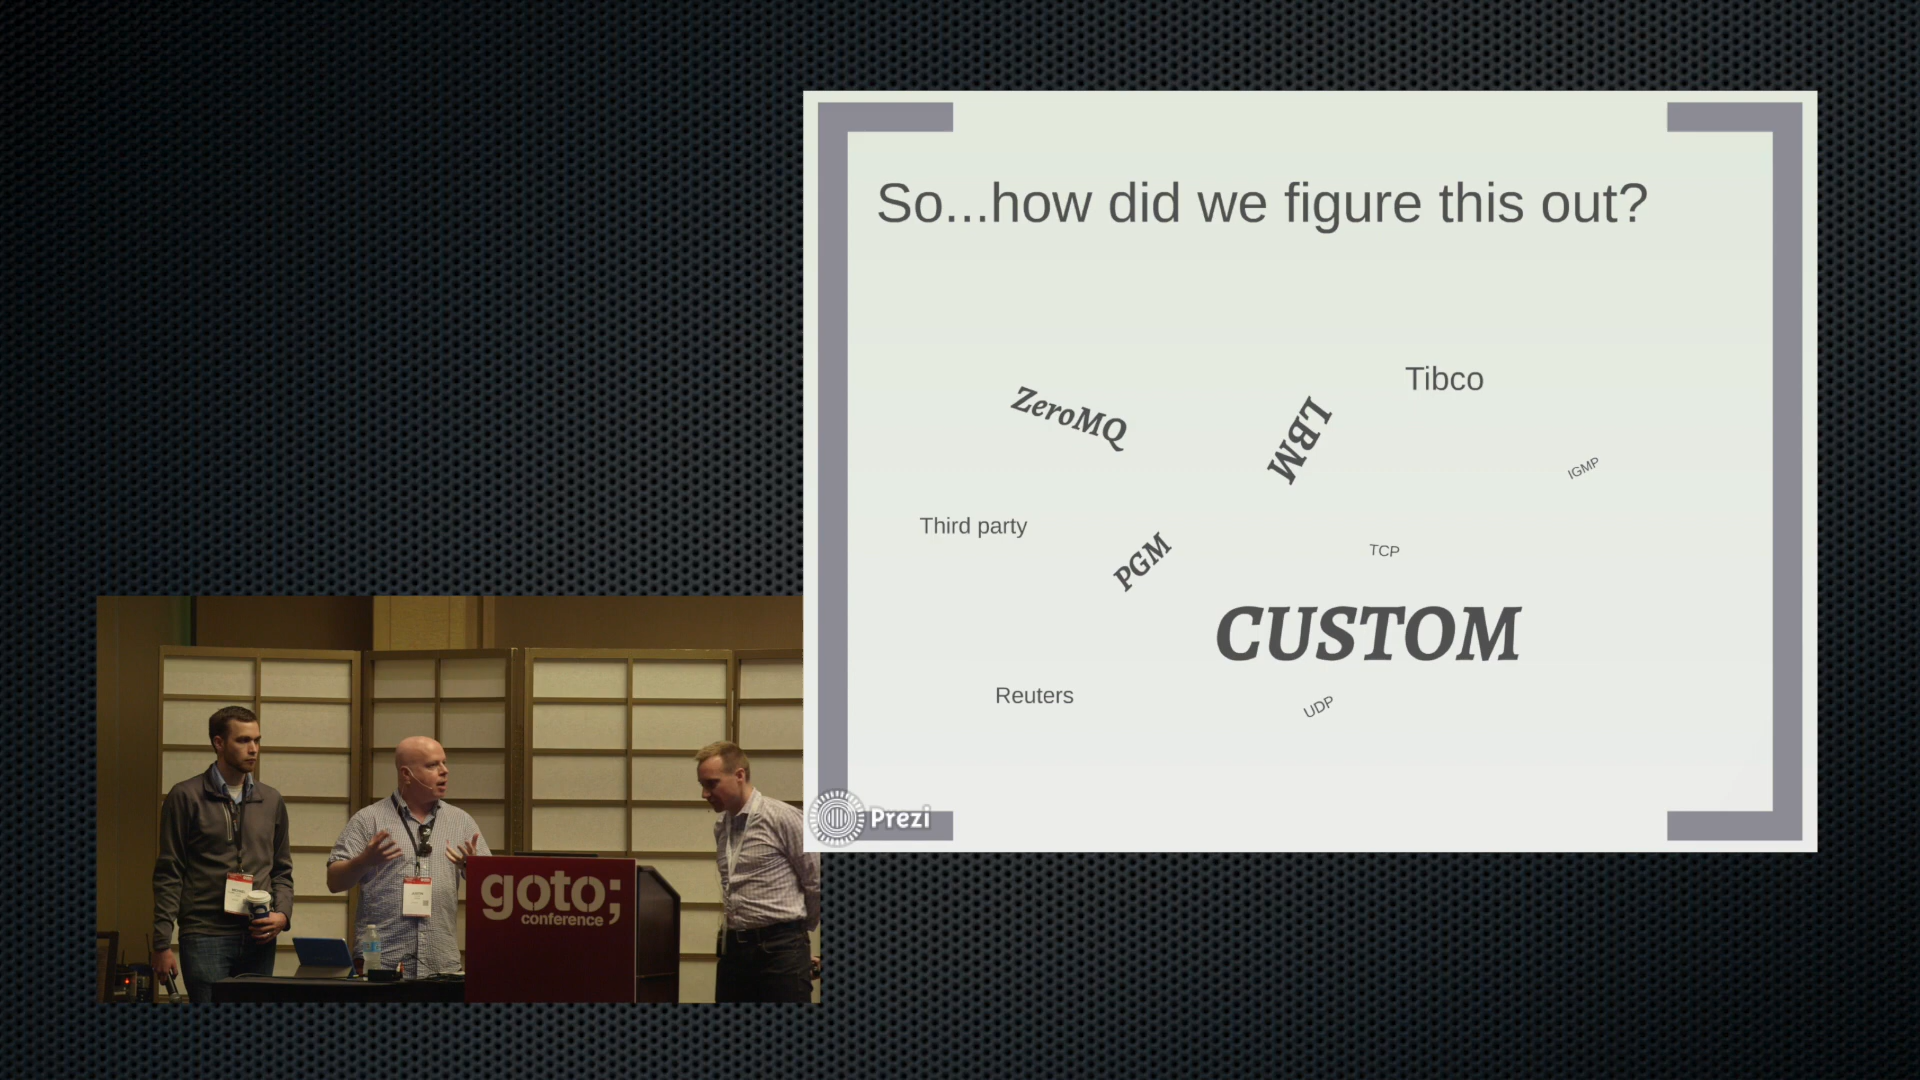 So...how did we figure this out?
Tibco
ZeroMQ
LBM
IGMP
Third party
PGM
TCP
CUSTOM
Reuters
UDP
Prezi
goto;
conference